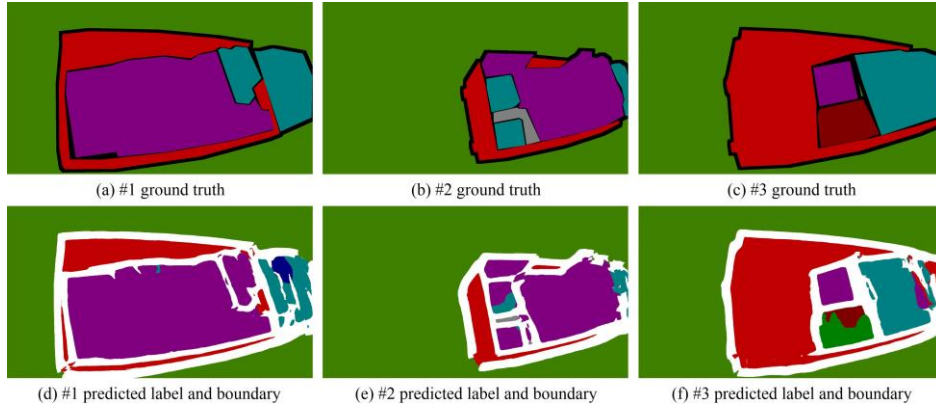 (a) #1 ground truth
(b) #2 ground truth
(c) #3 ground truth
(d) #1 predicted label and boundary
(e) #2 predicted label and boundary
(f) #3 predicted label and boundary